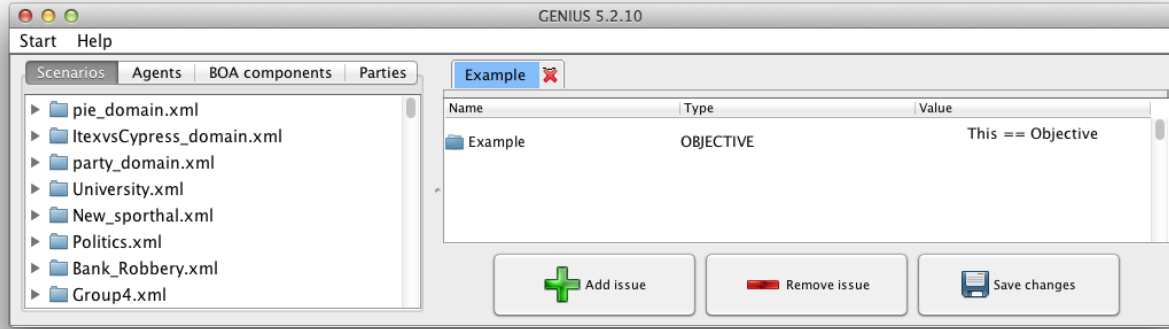 GENIUS 5.2.10
Start Help
Scenarios Agents BOA components Parties
pie_domain.xml
ItexvsCypress_domain.xml
party_domain.xml
University.xml
New_sporthal.xml
Politics.xml
Bank_Robbery.xml
Group4.xml
Example
Name Type Value
Example OBJECTIVE This == Objective
Add issue Remove issue Save changes